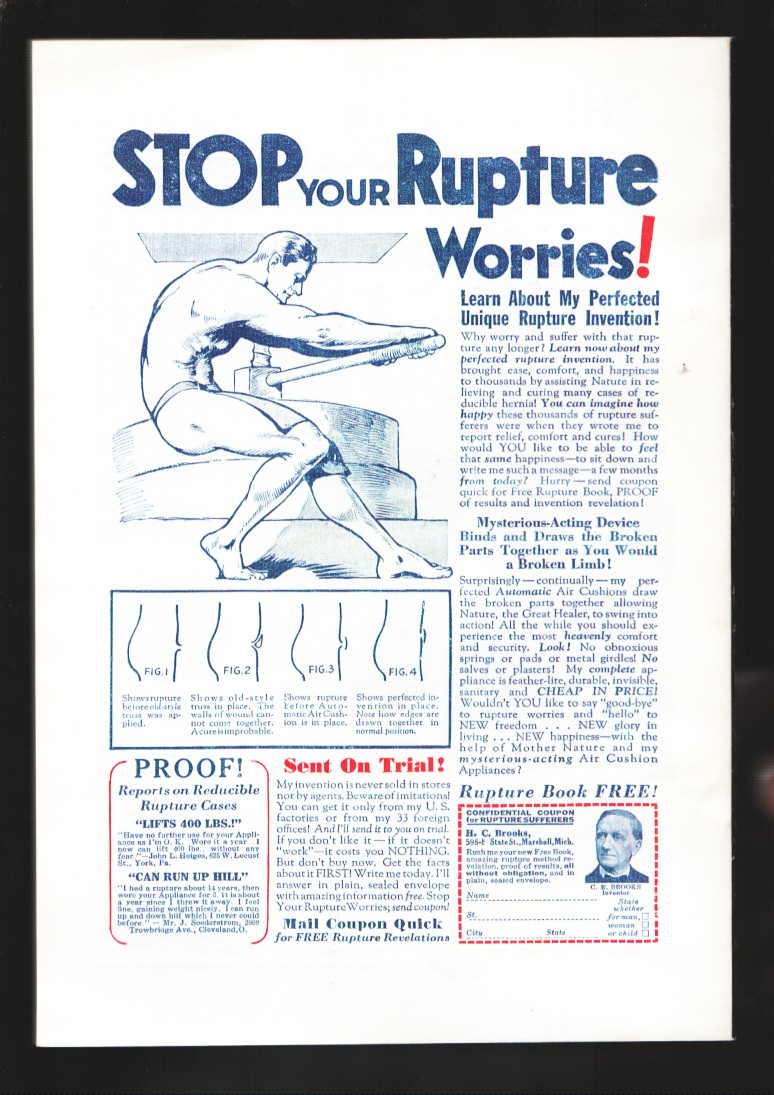 STOP YOUR Rupture
Worries!
Learn About My Perfected
Unique Rupture Invention!
Why worry and suffer with that rup-
ture any longer? Learn now about my
perfected rupture invention. It has
brought ease, comfort, and happiness
to thousands by assisting Nature in re-
lieving and curing many cases of re-
ducible hernia! You can imagine how
happy these thousands of rupture suf-
ferers were when they wrote me to
report relief, comfort and cures! How
would YOU like to be able to feel
that same happiness—to sit down and
write me such a message—a few months
from today? Hurry—send coupon
quick for Free Rupture Book, PROOF
of results and invention revelation!
Mysterious-Acting Device
Binds and Draws the Broken
Parts Together as You Would
a Broken Limb!
Surprisingly—continually—my per-
fected Automatic Air Cushions draw
the broken parts together allowing
Nature, the Great Healer, to swing into
action! All the while you should ex-
perience the most heavenly comfort
and security. Look! No obnoxious
springs or pads or metal girdles! No
salves or plasters! My complete ap-
pliance is feather-lite, durable, invisible,
sanitary and CHEAP IN PRICE!
Wouldn't YOU like to say "good-bye"
to rupture worries and "hello" to
NEW freedom . . . NEW glory in
living . . . NEW happiness—with the
help of Mother Nature and my
mysterious-acting Air Cushion
Appliances?
FIG.1
FIG.2
FIG.3
FIG.4
Shows rupture
before old-style
truss was ap-
plied.
Shows old-style
truss in place. The
walls of wound can-
not come together.
A cure is improbable.
Shows rupture
before Auto-
matic Air Cush-
ion is in place.
Shows perfected in-
vention in place.
Note how edges are
drawn together in
normal position.
PROOF!
Reports on Reducible
Rupture Cases
"LIFTS 400 LBS.!"
"Have no further use for your Appli-
ance as I'm O. K. Wore it a year. I
now can lift 400 lbs., without any
fear."—John L. Heiges, 635 W. Locust
St., York, Pa.
"CAN RUN UP HILL"
"I had a rupture about 14 years, then
wore your Appliance for 3. It is about
a year since I threw it away. I feel
fine, gaining weight nicely. I can run
up and down hill which I never could
before." — Mr. J. Soederstrom, 2909
Trowbridge Ave., Cleveland, O.
Sent On Trial!
My invention is never sold in stores
nor by agents. Beware of imitations!
You can get it only from my U. S.
factories or from my 33 foreign
offices! And I'll send it to you on trial.
If you don't like it — if it doesn't
"work"—it costs you NOTHING.
But don't buy now. Get the facts
about it FIRST! Write me today. I'll
answer in plain, sealed envelope
with amazing information free. Stop
Your Rupture Worries; send coupon!
Mail Coupon Quick
for FREE Rupture Revelations
Rupture Book FREE!
CONFIDENTIAL COUPON
for RUPTURE SUFFERERS
H. C. Brooks,
State St., Marshall, Mich.
Rush me your new Free Book,
amazing rupture method re-
velation, proof of results, all
without obligation, and in
plain, sealed envelope.
C. E. BROOKS
Inventor
Name
State
whether
St.
for man,
woman
City State or child